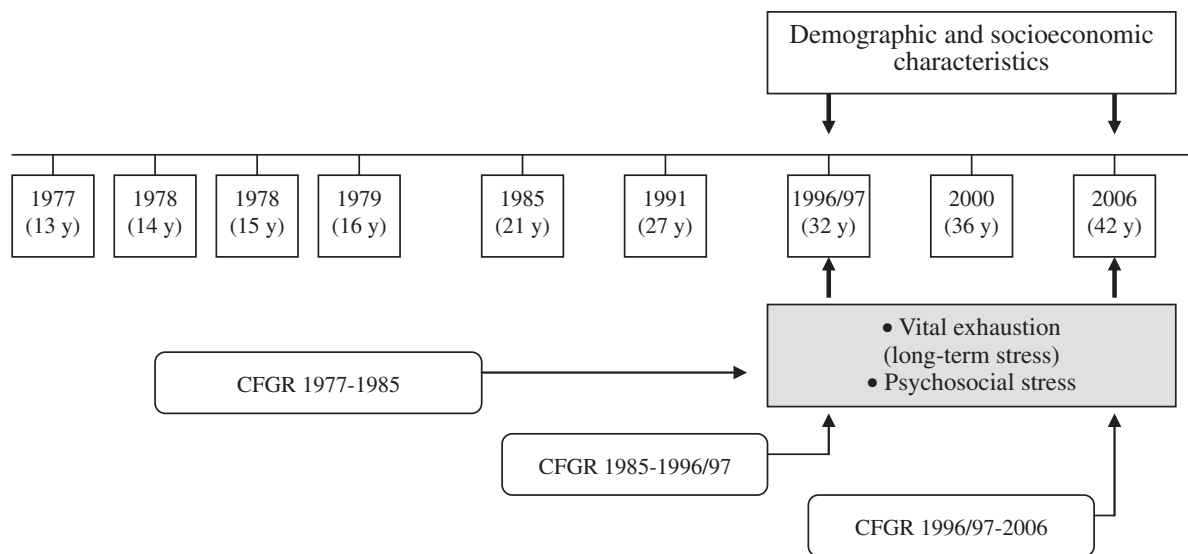 Demographic and socioeconomic
characteristics
1977
(13 y)
1978
(14 y)
1978
(15 y)
1979
(16 y)
1985
(21 y)
1991
(27 y)
1996/97
(32 y)
2000
(36 y)
2006
(42 y)
• Vital exhaustion
(long-term stress)
• Psychosocial stress
CFGR 1977-1985
CFGR 1985-1996/97
CFGR 1996/97-2006